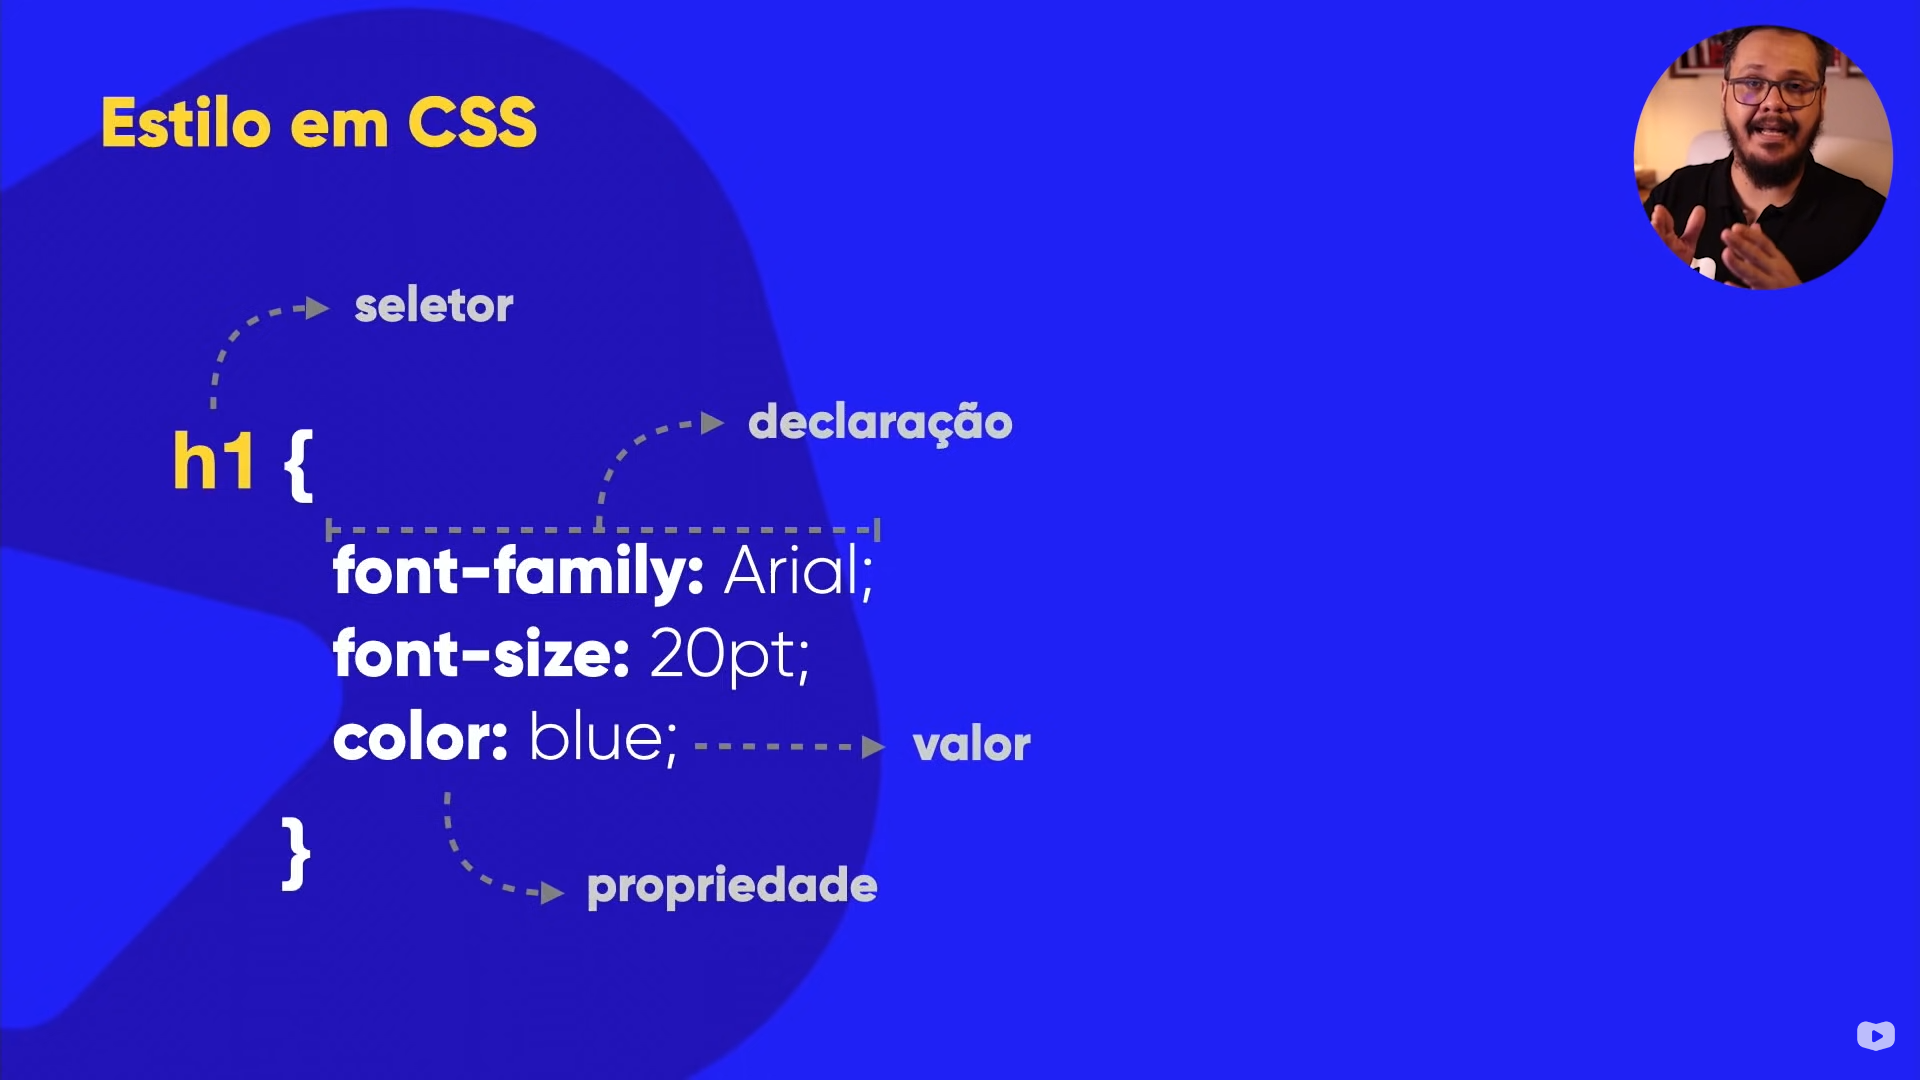 Estilo em CSS
seletor
declaração
h1 {
font-family: Arial;
font-size: 20pt;
color: blue;
valor
}
propriedade